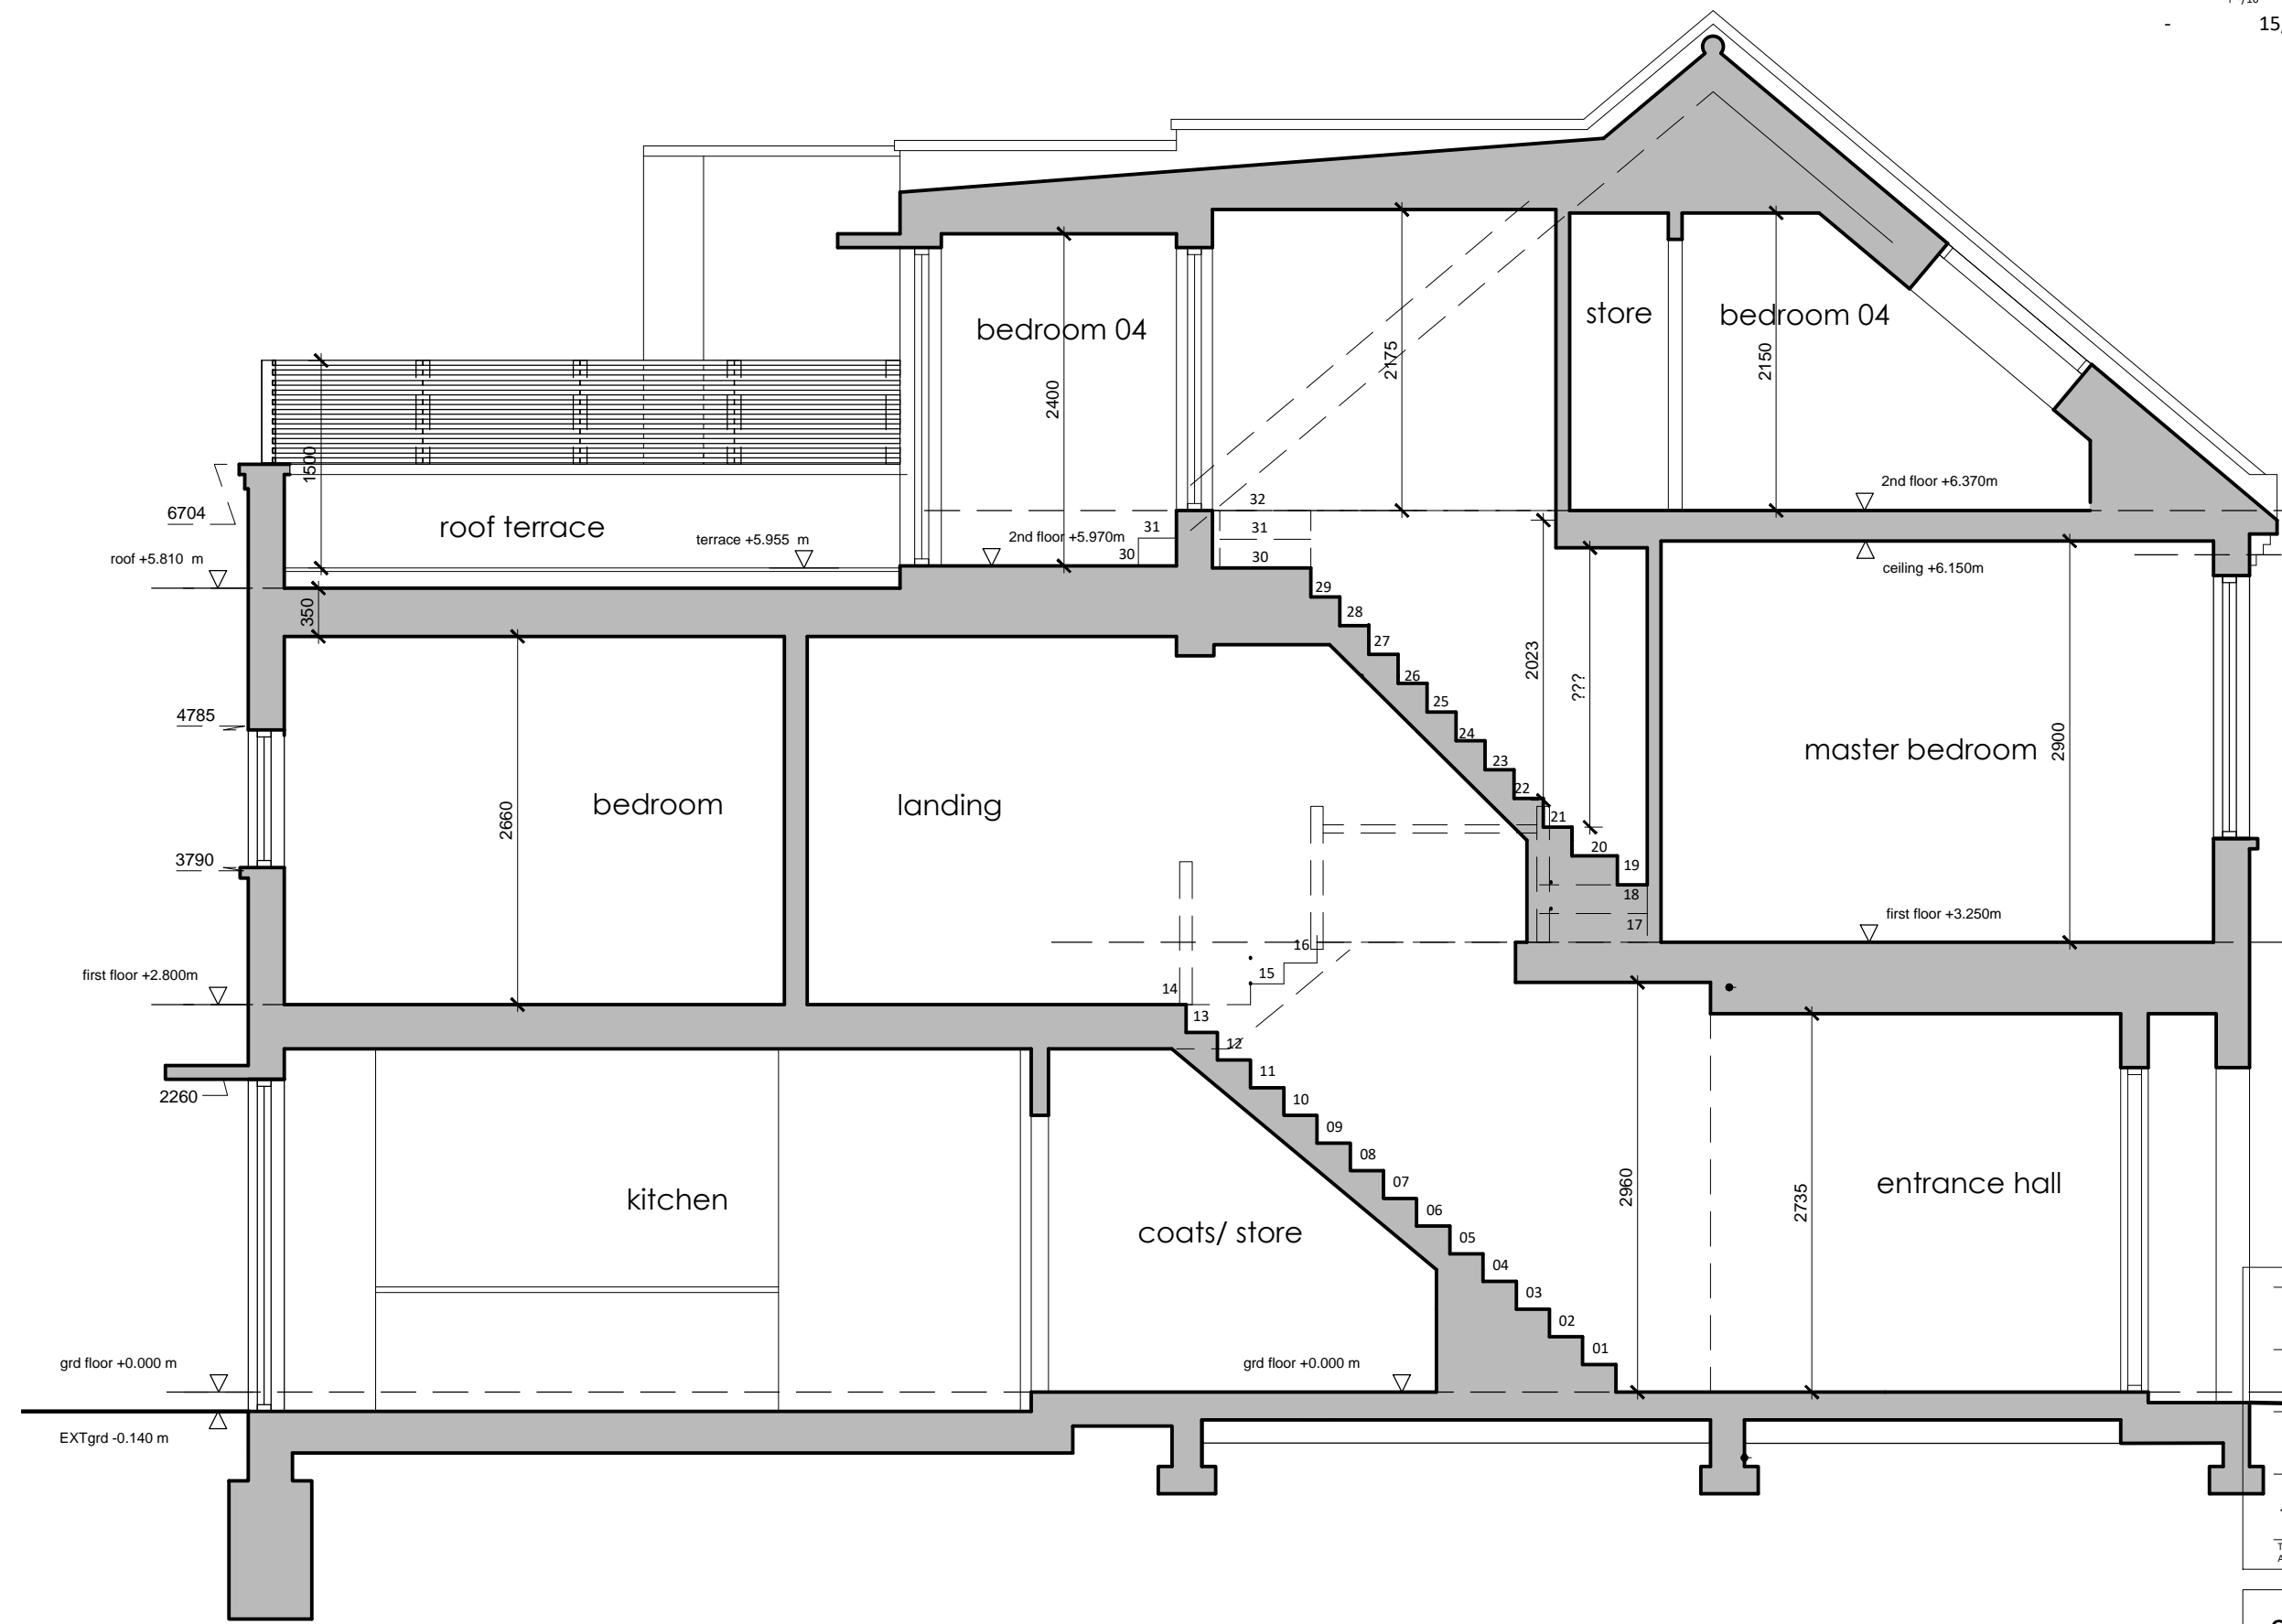 -
15,
bedroom 04
store
bedroom 04
2175
2150
2400
1500
2nd floor +6.370m
32
6704
roof terrace
terrace +5.955 m
2nd floor +5.970m
31
31
30
30
roof +5.810 m
ceiling +6.150m
29
350
28
27
2023
26
???
25
4785
24
master bedroom
2900
23
22
bedroom
landing
2660
21
20
3790
19
18
first floor +3.250m
17
16
first floor +2.800m
15
14
13
12
11
2260
10
09
08
07
entrance hall
2960
2735
kitchen
06
coats/ store
05
04
03
02
01
grd floor +0.000 m
grd floor +0.000 m
EXTgrd -0.140 m
T
A